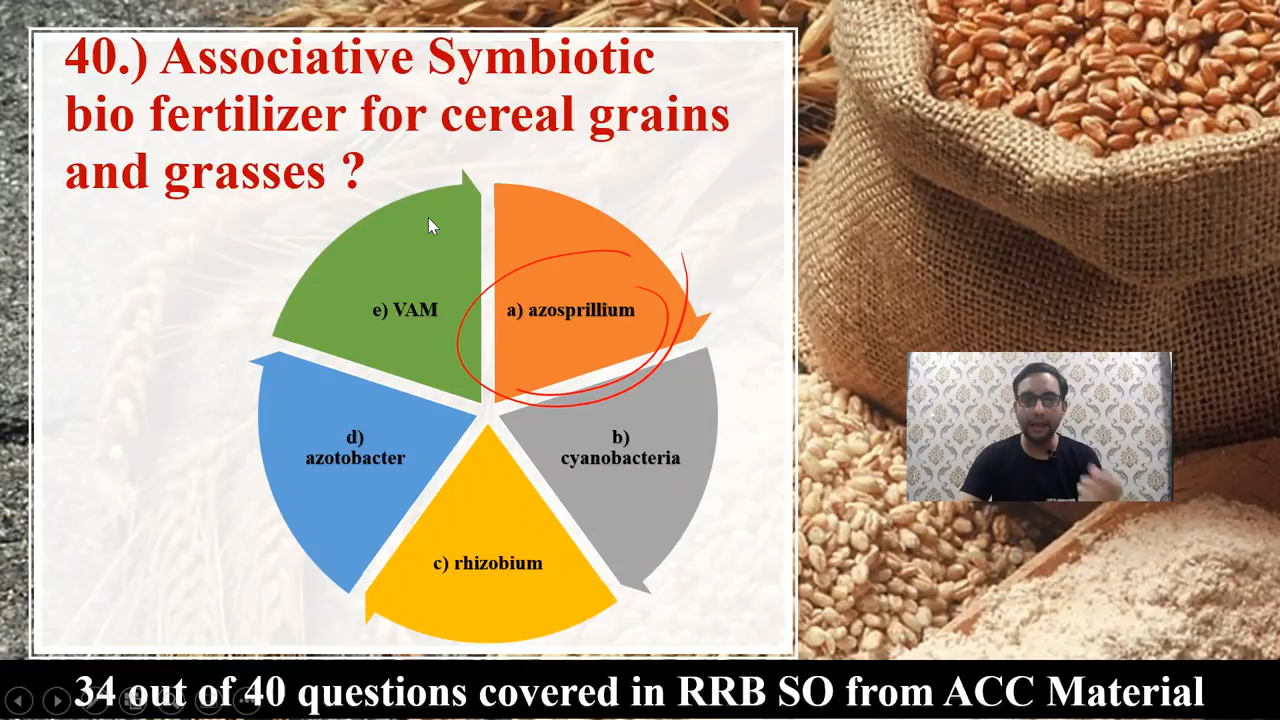 40.) Associative Symbiotic
bio fertilizer for cereal grains
and grasses ?
e) VAM
a) azosprillium
d)
azotobacter
b)
cyanobacteria
c) rhizobium
34 out of 40 questions covered in RRB SO from ACC Material